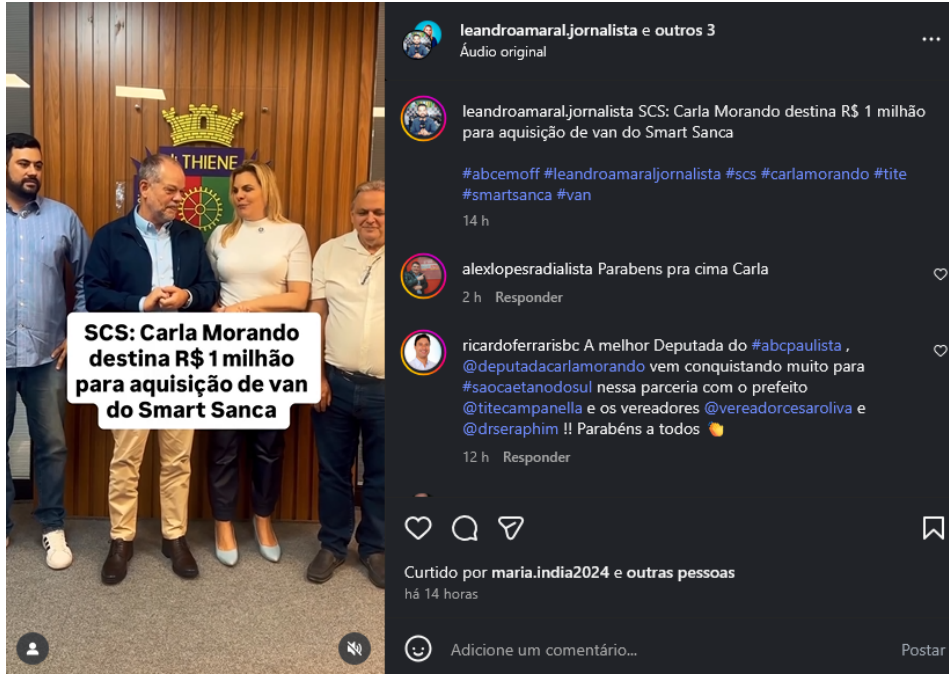 THIENE
SCS: Carla Morando
destina R$ 1 milhão
para aquisição de van
do Smart Sanca
leandroamaral.jornalista e outros 3
Áudio original
leandroamaral.jornalista SCS: Carla Morando destina R$ 1 milhão
para aquisição de van do Smart Sanca
#abcemoff #leandroamaraljornalista #scs #carlamorando #tite
#smartsanca #van
14 h
alexlopesradialista Parabens pra cima Carla
2 h Responder
ricardoferrarisbc A melhor Deputada do #abcpaulista ,
@deputadacarlamorando vem conquistando muito para
#saocaetanodosul nessa parceria com o prefeito
@titecampanella e os vereadores @vereadorcesaroliva e
@drseraphim !! Parabéns a todos 👏
12 h Responder
Curtido por maria.india2024 e outras pessoas
há 14 horas
Adicione um comentário...
Postar